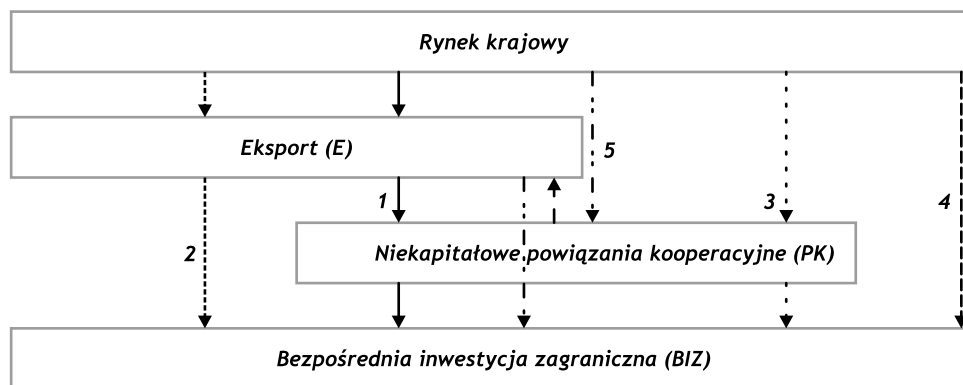 Rynek krajowy
Eksport (E)
5
1
3
4
2
Niekapitałowe powiązania kooperacyjne (PK)
Bezpośrednia inwestycja zagraniczna (BIZ)